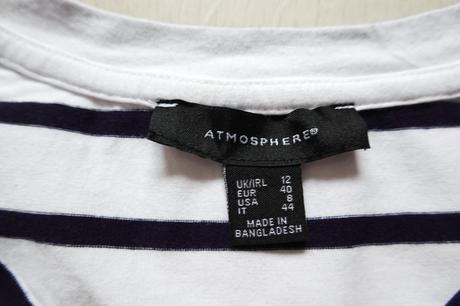 ATMOSPHERE®
UK/IRL 12
EUR 40
USA 8
IT 44
MADE IN
BANGLADESH